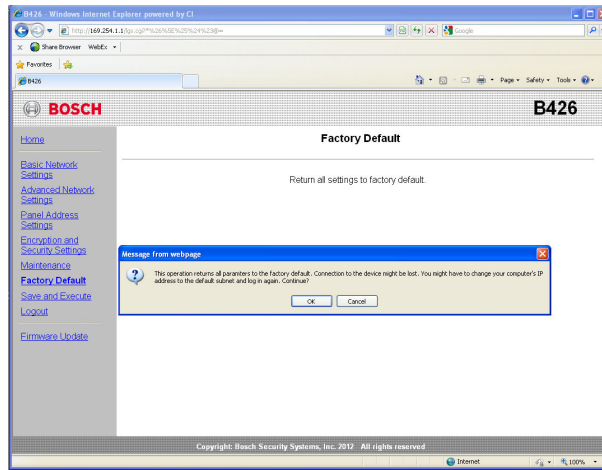 B426 - Windows Internet Explorer powered by CI
Google
Share Browser WebEx
Favorites
B426
Page Safety Tools
BOSCH
B426
Home
Factory Default
Basic Network
Settings
Return all settings to factory default.
Advanced Network
Settings
Panel Address
Settings
Encryption and
Security Settings
Message from webpage
Maintenance
This operation returns all paramters to the factory default. Connection to the device might be lost. You might have to change your computer's IP
address to the default subnet and log in again. Continue?
Factory Default
OK Cancel
Save and Execute
Logout
Firmware Update
Copyright: Bosch Security Systems, Inc. 2012 All rights reserved
Internet 100%